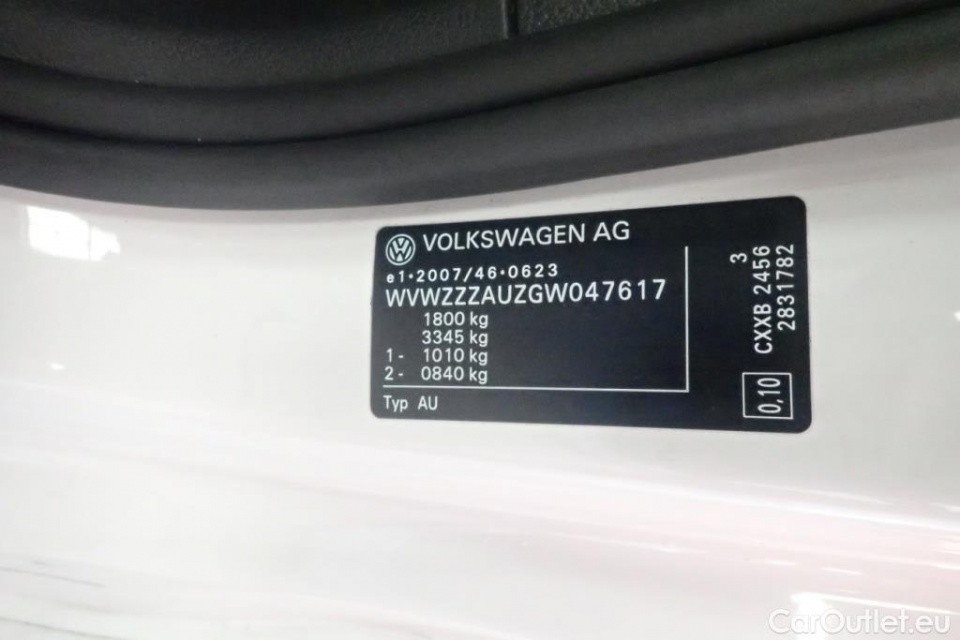 VOLKSWAGEN AG
e1*2007/46*0623
WVWZZZAUZGW047617
1800 kg
3345 kg
1- 1010 kg
2- 0840 kg
Typ AU
3
CXXB 2456
2831782
0,10
CarOutlet.eu